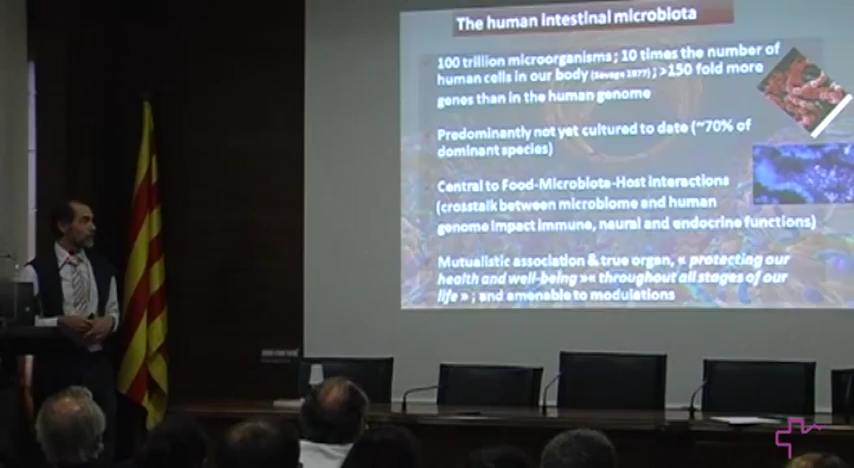 The human intestinal microbiota
100 trillion microorganisms; 10 times the number of
human cells in our body (Savage 1977); >150 fold more
genes than in the human genome
Predominantly not yet cultured to date (~70% of
dominant species)
Central to Food-Microbiota-Host interactions
(crosstalk between microbiome and human
genome impact immune, neural and endocrine functions)
Mutualistic association & true organ, « protecting our
health and well-being »« throughout all stages of our
life » ; and amenable to modulations